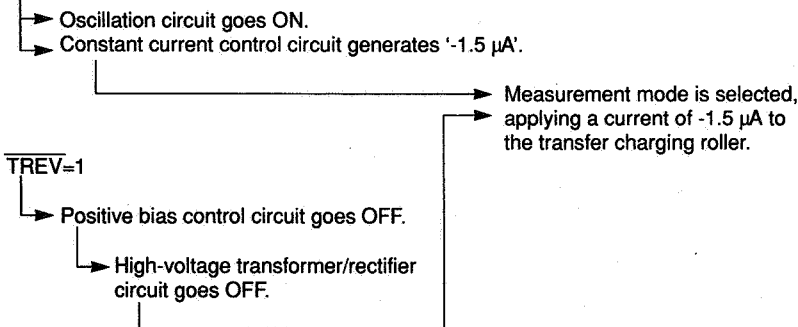 Oscillation circuit goes ON.
Constant current control circuit generates ‘-1.5 µA’.
Measurement mode is selected,
applying a current of -1.5 µA to
the transfer charging roller.
T̅R̅E̅V̅=1
Positive bias control circuit goes OFF.
High-voltage transformer/rectifier
circuit goes OFF.